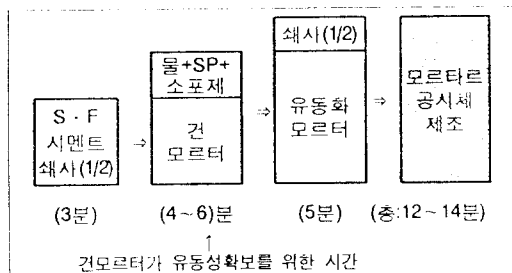 S · F
시멘트
쇄사(1/2)
⇒
물+SP+
소포제
건
모르터
⇒
쇄사(1/2)
유동화
모르터
⇒
모르타르
공시체
제조
(3분)
(4~6)분
(5분)
(총:12~14분)
↑
건모르터가 유동성확보를 위한 시간